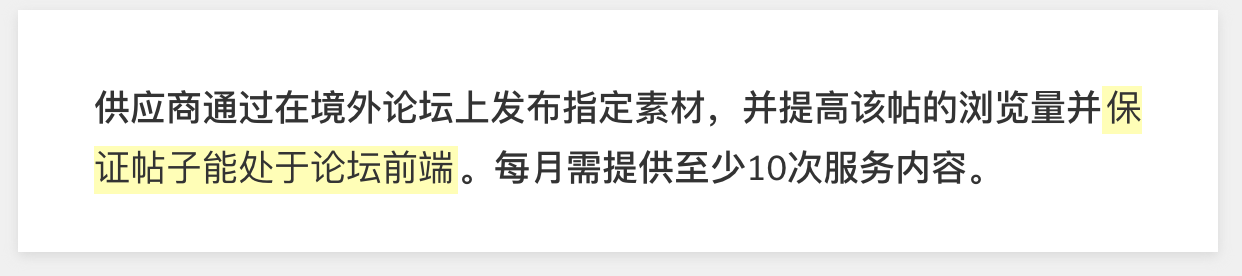 供应商通过在境外论坛上发布指定素材，并提高该帖的浏览量并保
证帖子能处于论坛前端。每月需提供至少10次服务内容。